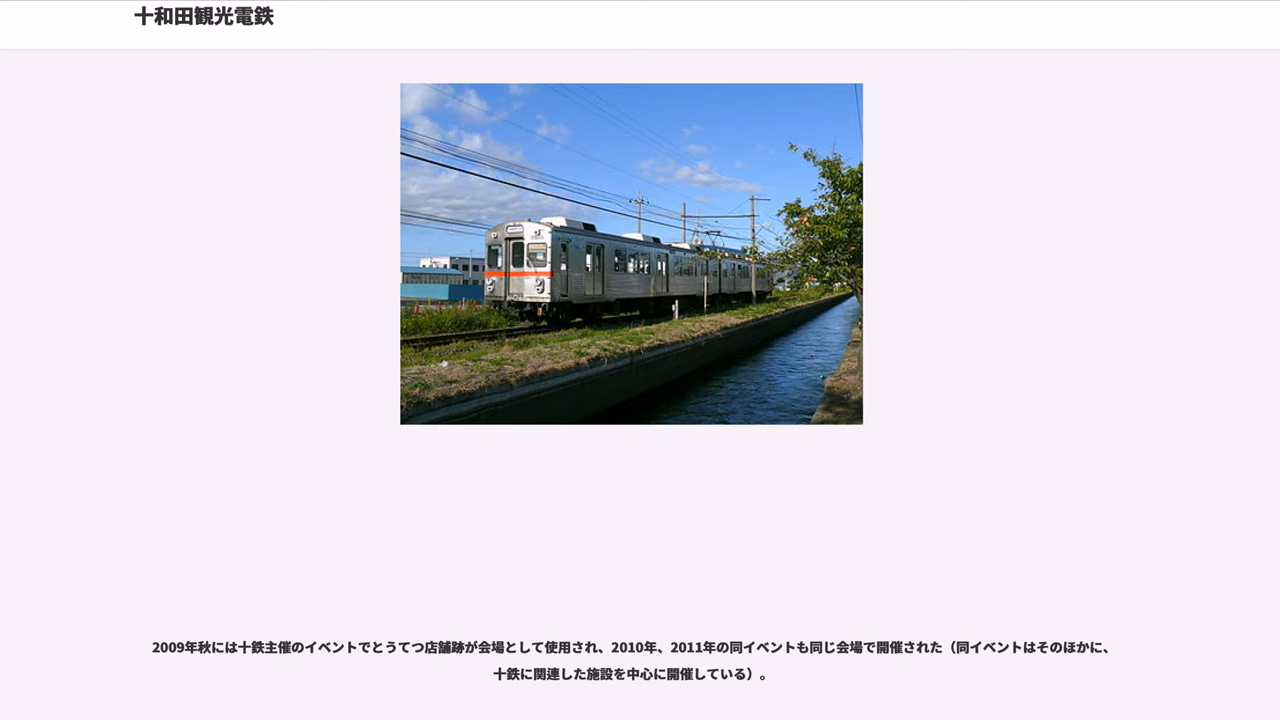 十和田観光電鉄
2009年秋には十鉄主催のイベントでとうてつ店舗跡が会場として使用され、2010年、2011年の同イベントも同じ会場で開催された（同イベントはそのほかに、
十鉄に関連した施設を中心に開催している）。